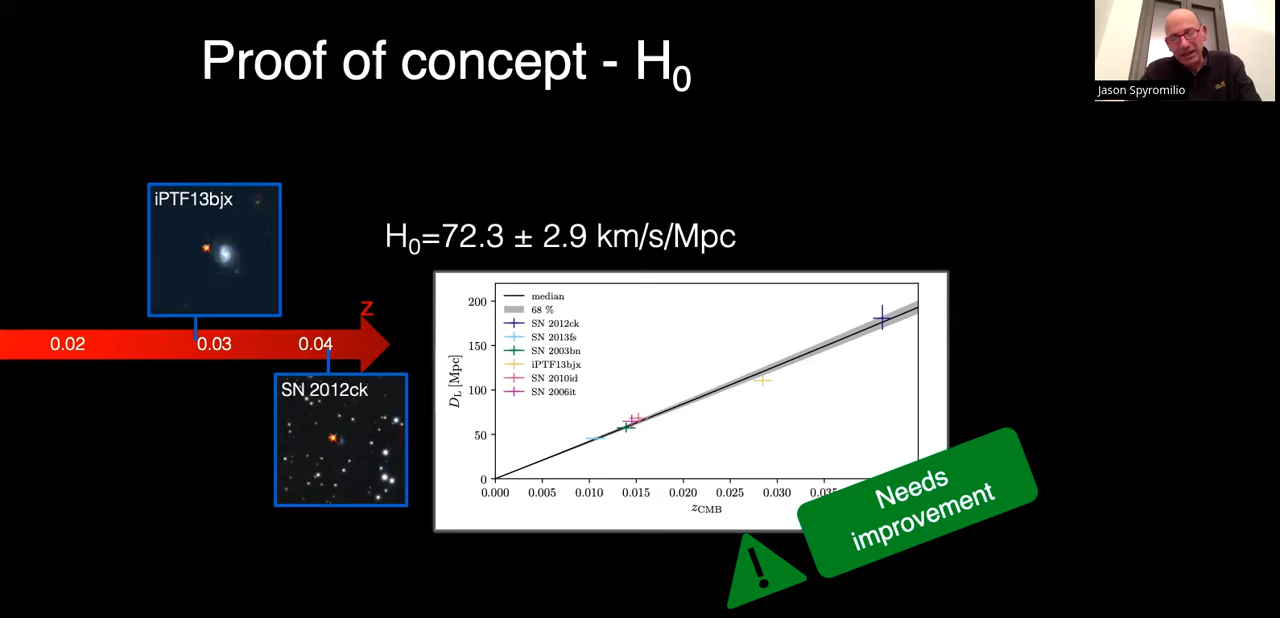 Proof of concept - H₀
Jason Spyromilio
iPTF13bjx
H₀=72.3 ± 2.9 km/s/Mpc
z
0.02 0.03 0.04
SN 2012ck
median
68 %
SN 2012ck
SN 2013fs
SN 2003bn
iPTF13bjx
SN 2010id
SN 2006it
D_L [Mpc]
200
150
100
50
0
0.000 0.005 0.010 0.015 0.020 0.025 0.030 0.035
z_CMB
Needs
improvement
!